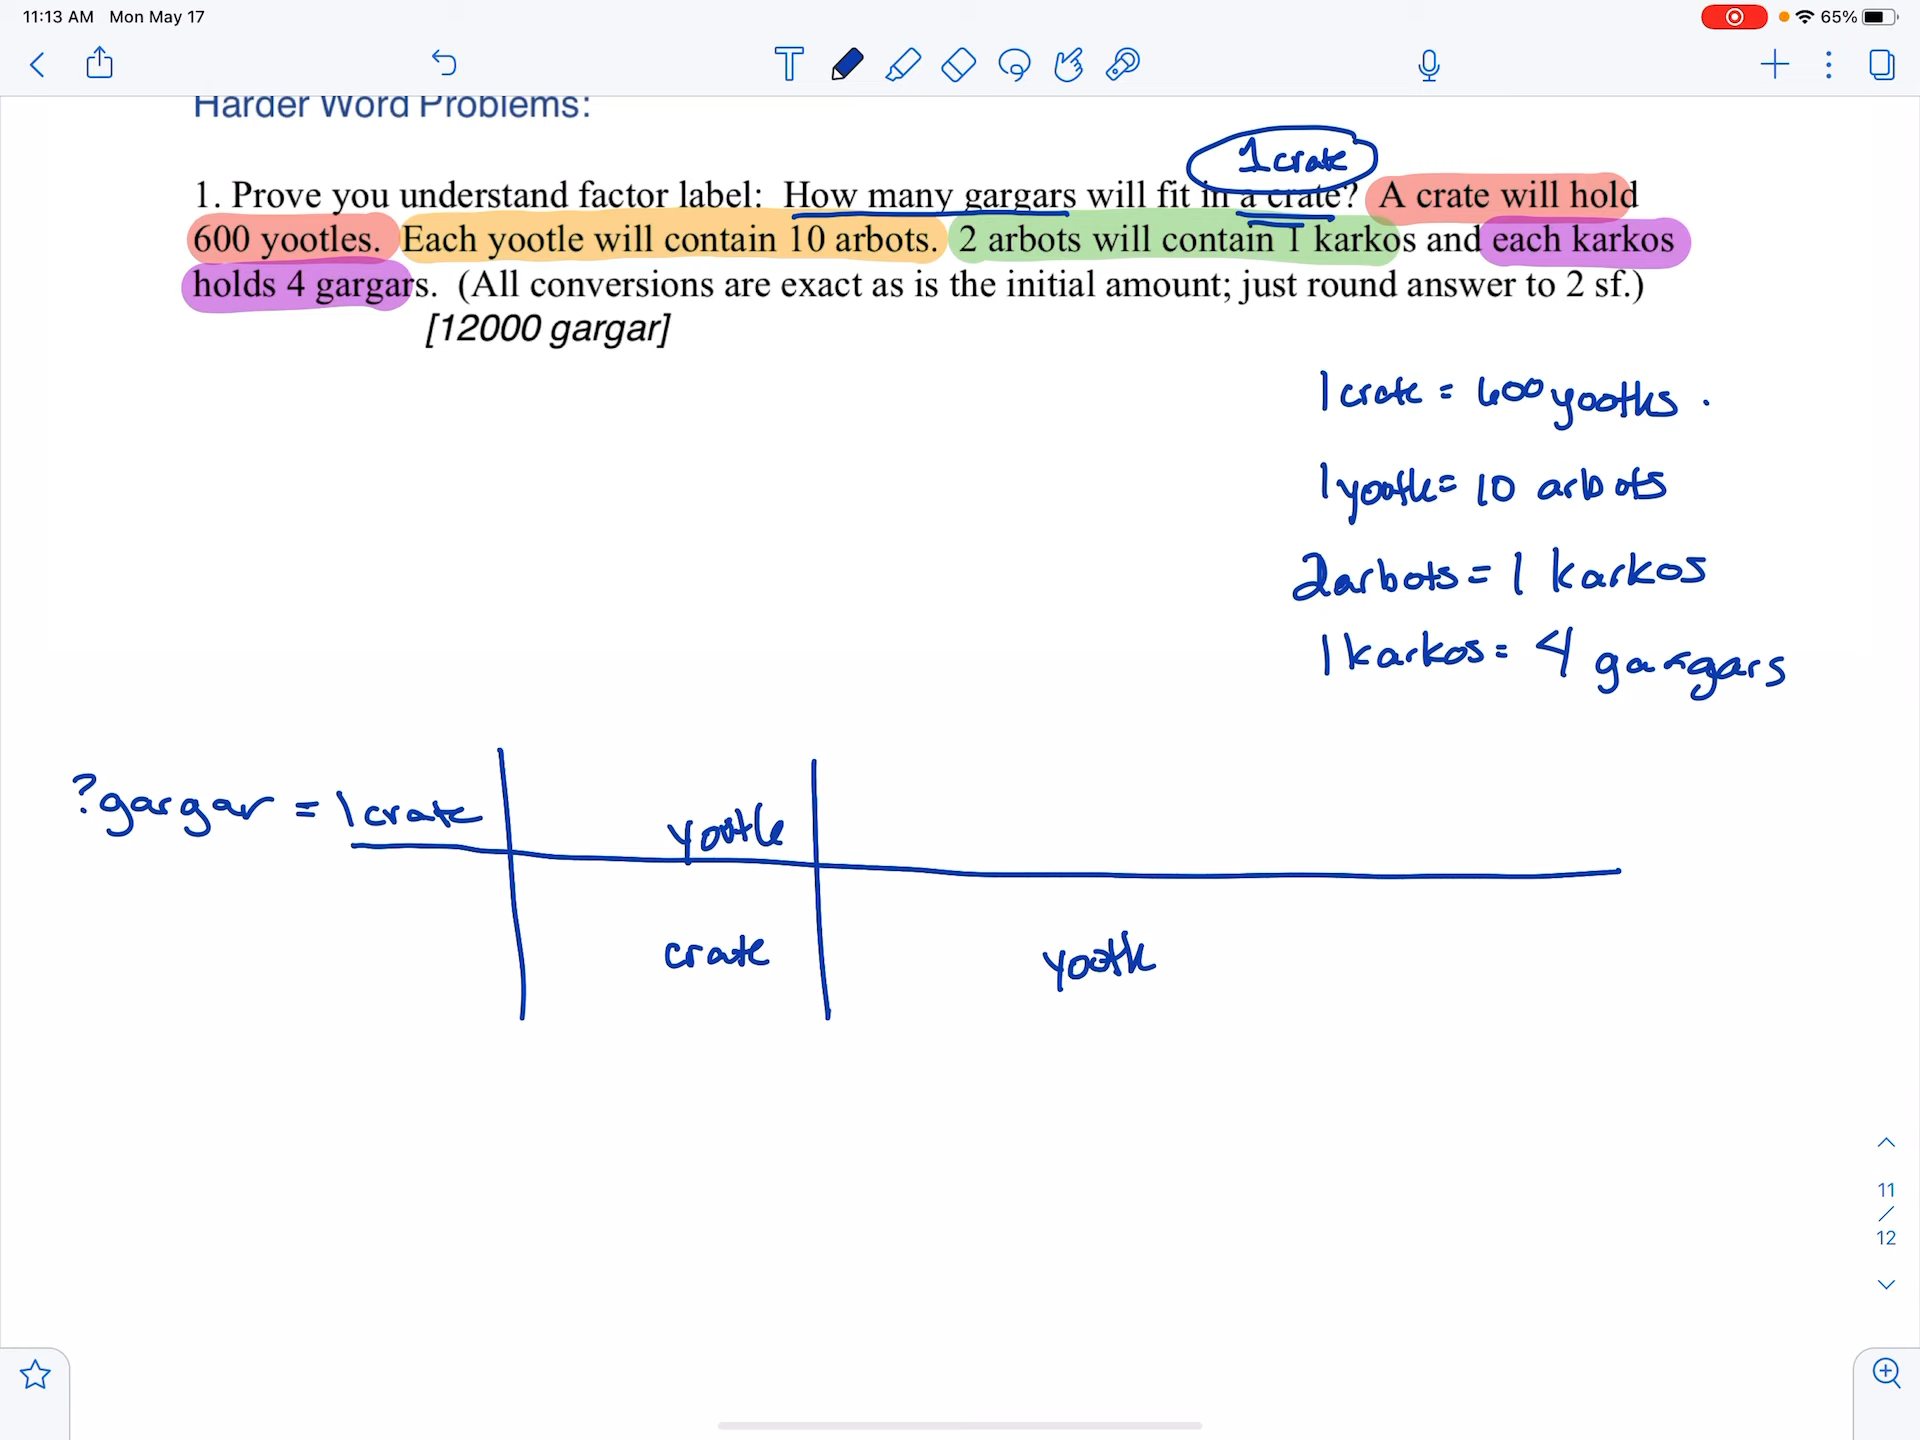 11:13 AM Mon May 17
65%
T
Harder Word Problems:
1 crate
1. Prove you understand factor label: How many gargars will fit in a crate? A crate will hold
600 yootles. Each yootle will contain 10 arbots. 2 arbots will contain 1 karkos and each karkos
holds 4 gargars. (All conversions are exact as is the initial amount; just round answer to 2 sf.)
[12000 gargar]
1 crate = 600 yootles .
1 yootle = 10 arbots
2 arbots = 1 karkos
1 karkos = 4 gargars
? gargar = 1 crate
yootle
crate
yootle
11
/
12